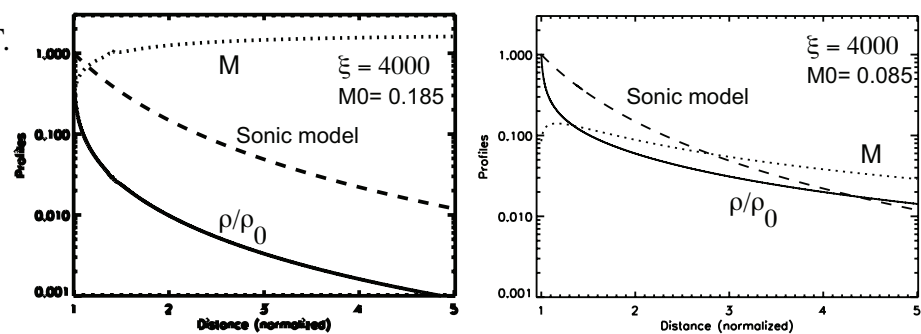 1.000
0.100
0.010
0.001
Profiles
M
ξ = 4000
M0= 0.185
Sonic model
ρ/ρ0
1 2 3 4 5
Distance (normalized)
1.000
0.100
0.010
0.001
Profiles
ξ = 4000
M0= 0.085
Sonic model
M
ρ/ρ0
1 2 3 4 5
Distance (normalized)